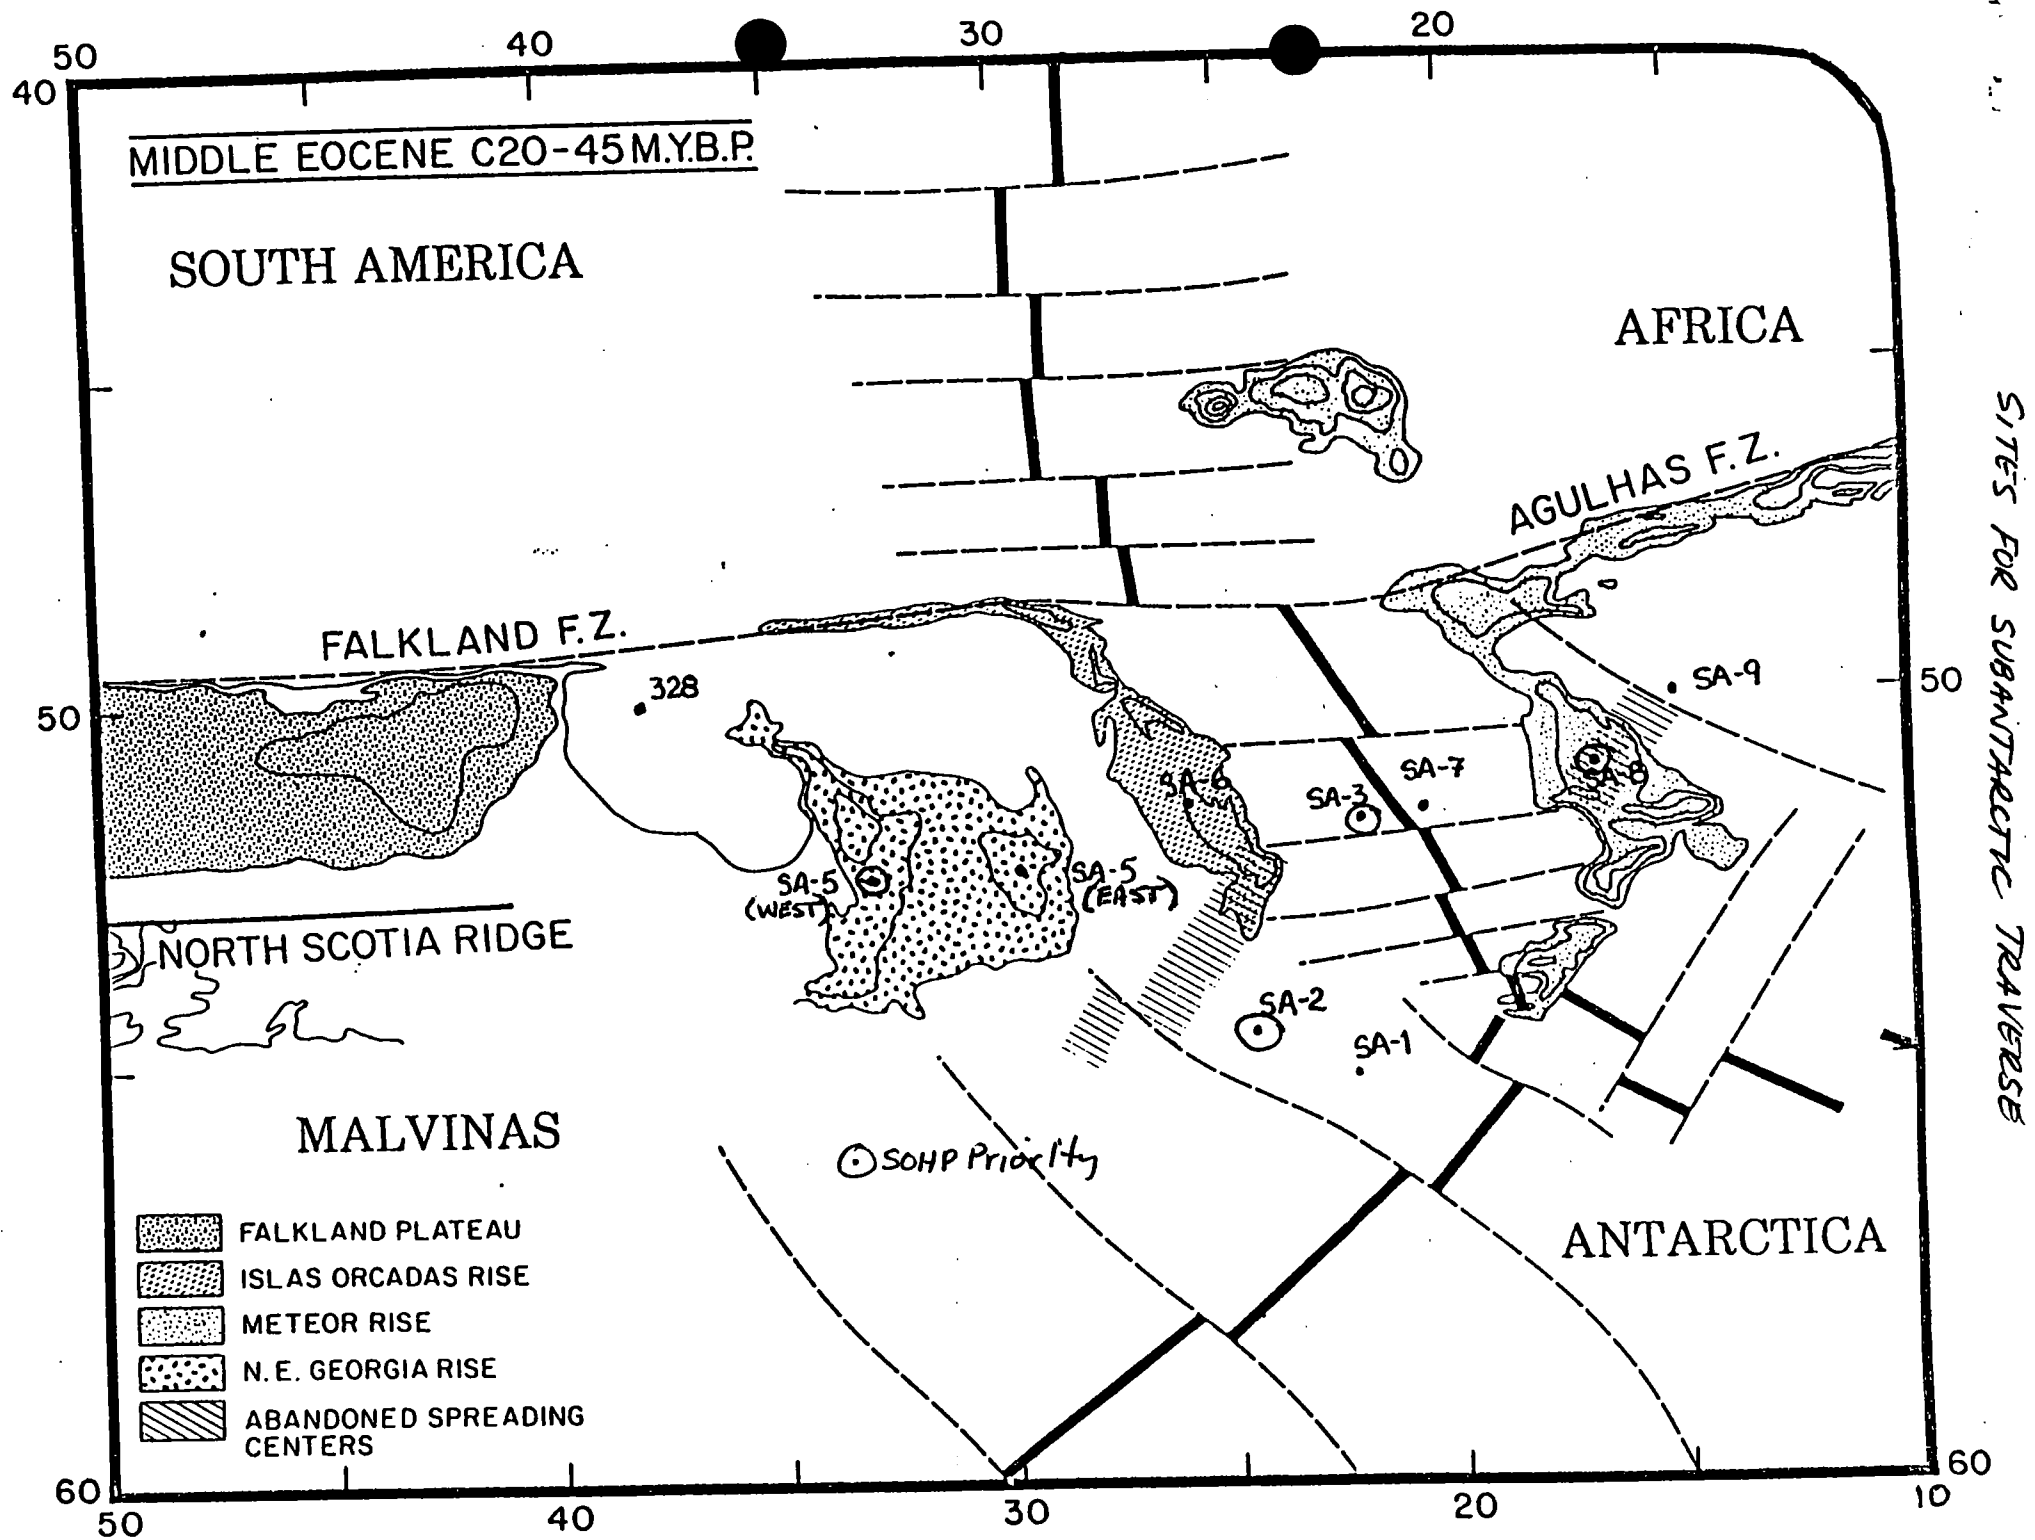 50 40 30 20
40
MIDDLE EOCENE C20-45 M.Y.B.P.
SOUTH AMERICA
AFRICA
AGULHAS F.Z.
FALKLAND F.Z.
328
SA-9
50
50
SA-7
SA-6
SA-3
SA-8
SA-5
(WEST)
SA-5
(EAST)
NORTH SCOTIA RIDGE
SA-2
SA-1
MALVINAS
SOHP Priority
ANTARCTICA
FALKLAND PLATEAU
ISLAS ORCADAS RISE
METEOR RISE
N.E. GEORGIA RISE
ABANDONED SPREADING
CENTERS
60
60
50 40 30 20 10
SITES FOR SUBANTARCTIC TRAVERSE